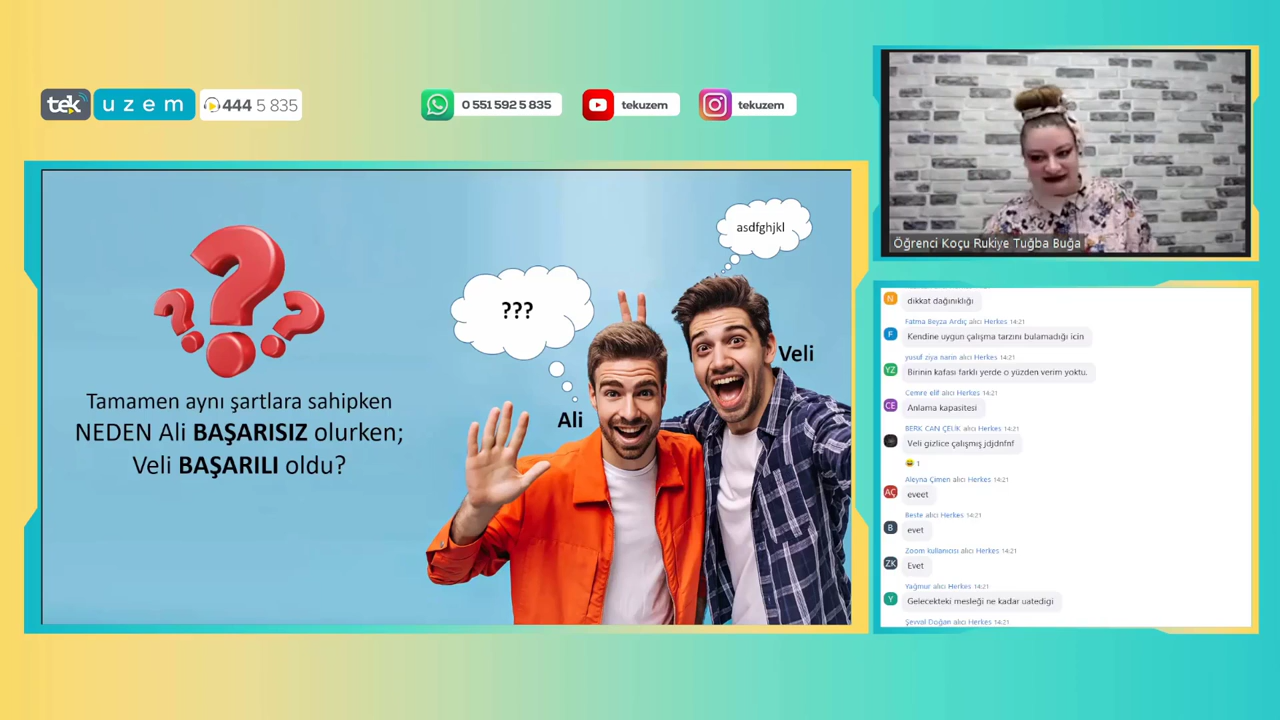 tek
uzem
444 5 835
0 551 592 5 835
tekuzem
tekuzem
Tamamen aynı şartlara sahipken
NEDEN Ali BAŞARISIZ olurken;
Veli BAŞARILI oldu?
???
asdfghjkl
Ali
Veli
Öğrenci Koçu Rukiye Tuğba Buğa
N
dikkat dağınıklığı
Fatma Beyza Ardıç alıcı Herkes 14:21
F
Kendine uygun çalışma tarzını bulamadığı icin
yusuf ziya narin alıcı Herkes 14:21
YZ
Birinin kafası farklı yerde o yüzden verim yoktu.
Cemre elif alıcı Herkes 14:21
CE
Anlama kapasitesi
BERK CAN ÇELİK alıcı Herkes 14:21
Veli gizlice çalışmış jdjdnfnf
1
Aleyna Çimen alıcı Herkes 14:21
AÇ
eveet
Beste alıcı Herkes 14:21
B
evet
Zoom kullanıcısı alıcı Herkes 14:21
ZK
Evet
Yağmur alıcı Herkes 14:21
Y
Gelecekteki mesleği ne kadar uatedigi
Şevval Doğan alıcı Herkes 14:21